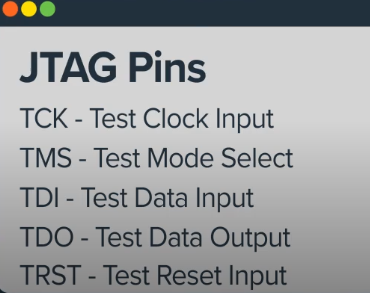 JTAG Pins
TCK - Test Clock Input
TMS - Test Mode Select
TDI - Test Data Input
TDO - Test Data Output
TRST - Test Reset Input